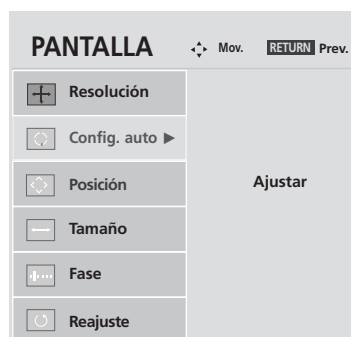 PANTALLA Mov. RETURN Prev.
Resolución
Config. auto ►
Posición Ajustar
Tamaño
Fase
Reajuste